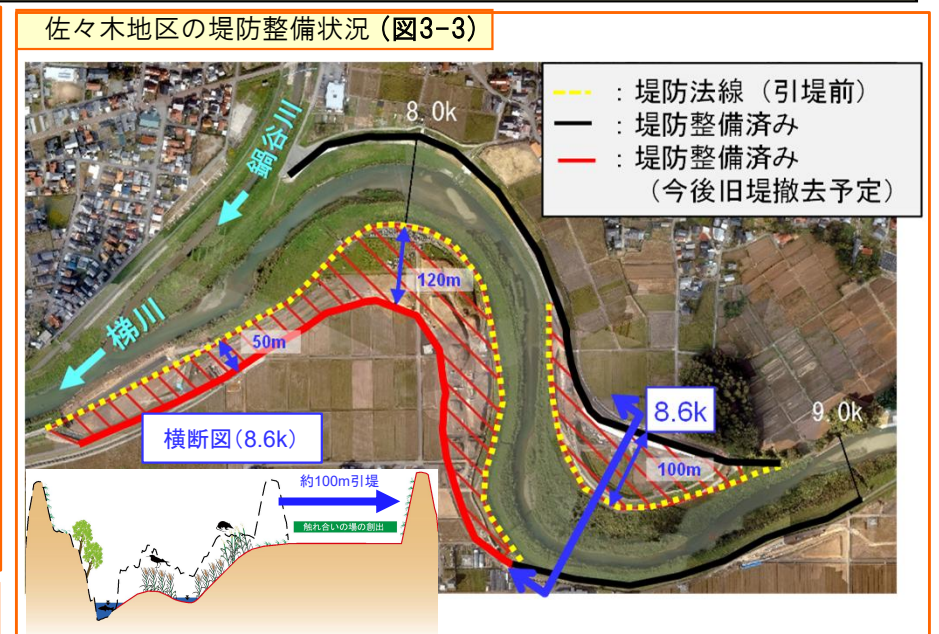 佐々木地区の堤防整備状況 (図3-3)
：堤防法線（引堤前）
：堤防整備済み
：堤防整備済み
（今後旧堤撤去予定）
8.0k
鍋谷川
120m
梯川
50m
8.6k
9.0k
100m
横断図(8.6k)
約100m引堤
触れ合いの場の創出